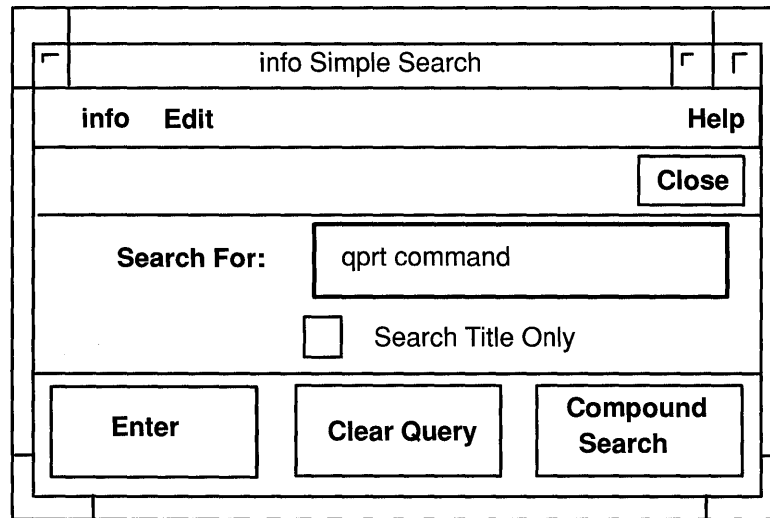 info Simple Search
info Edit Help
Close
Search For: qprt command
Search Title Only
Enter
Clear Query
Compound
Search